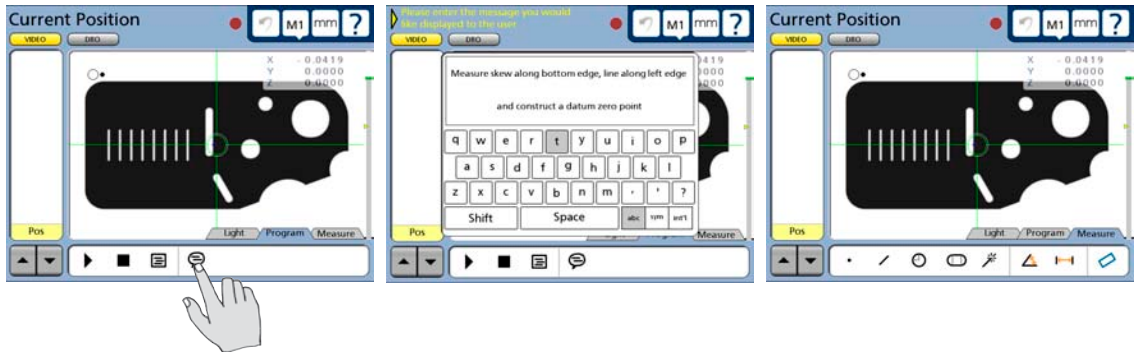 Current Position
M1 mm ?
VIDEO DRO
X - 0.0419
Y 0.0000
Z 0.0000
Pos
Light Program Measure
Please enter the message you would
like displayed to the user
M1 mm ?
VIDEO DRO
Measure skew along bottom edge, line along left edge
and construct a datum zero point
q w e r t y u i o p
a s d f g h j k l
z x c v b n m . ' ?
Shift Space abc sym int'l
Pos
Measure
Current Position
M1 mm ?
VIDEO DRO
X - 0.0419
Y 0.0000
Z 0.0000
Pos
Light Program Measure